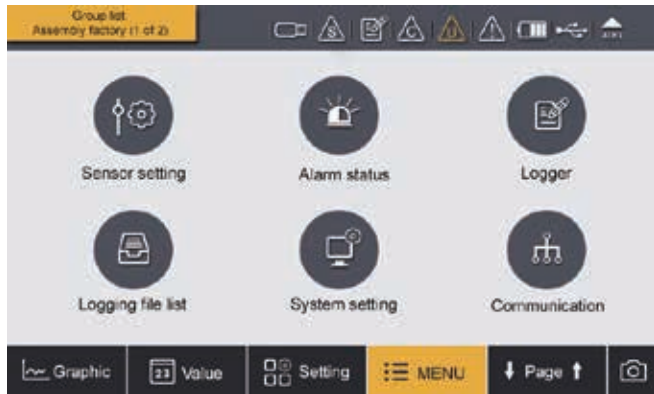 Group list
Assembly factory (1 of 2)
S
C
U
!
Sensor setting
Alarm status
Logger
Logging file list
System setting
Communication
Graphic
23 Value
Setting
MENU
Page